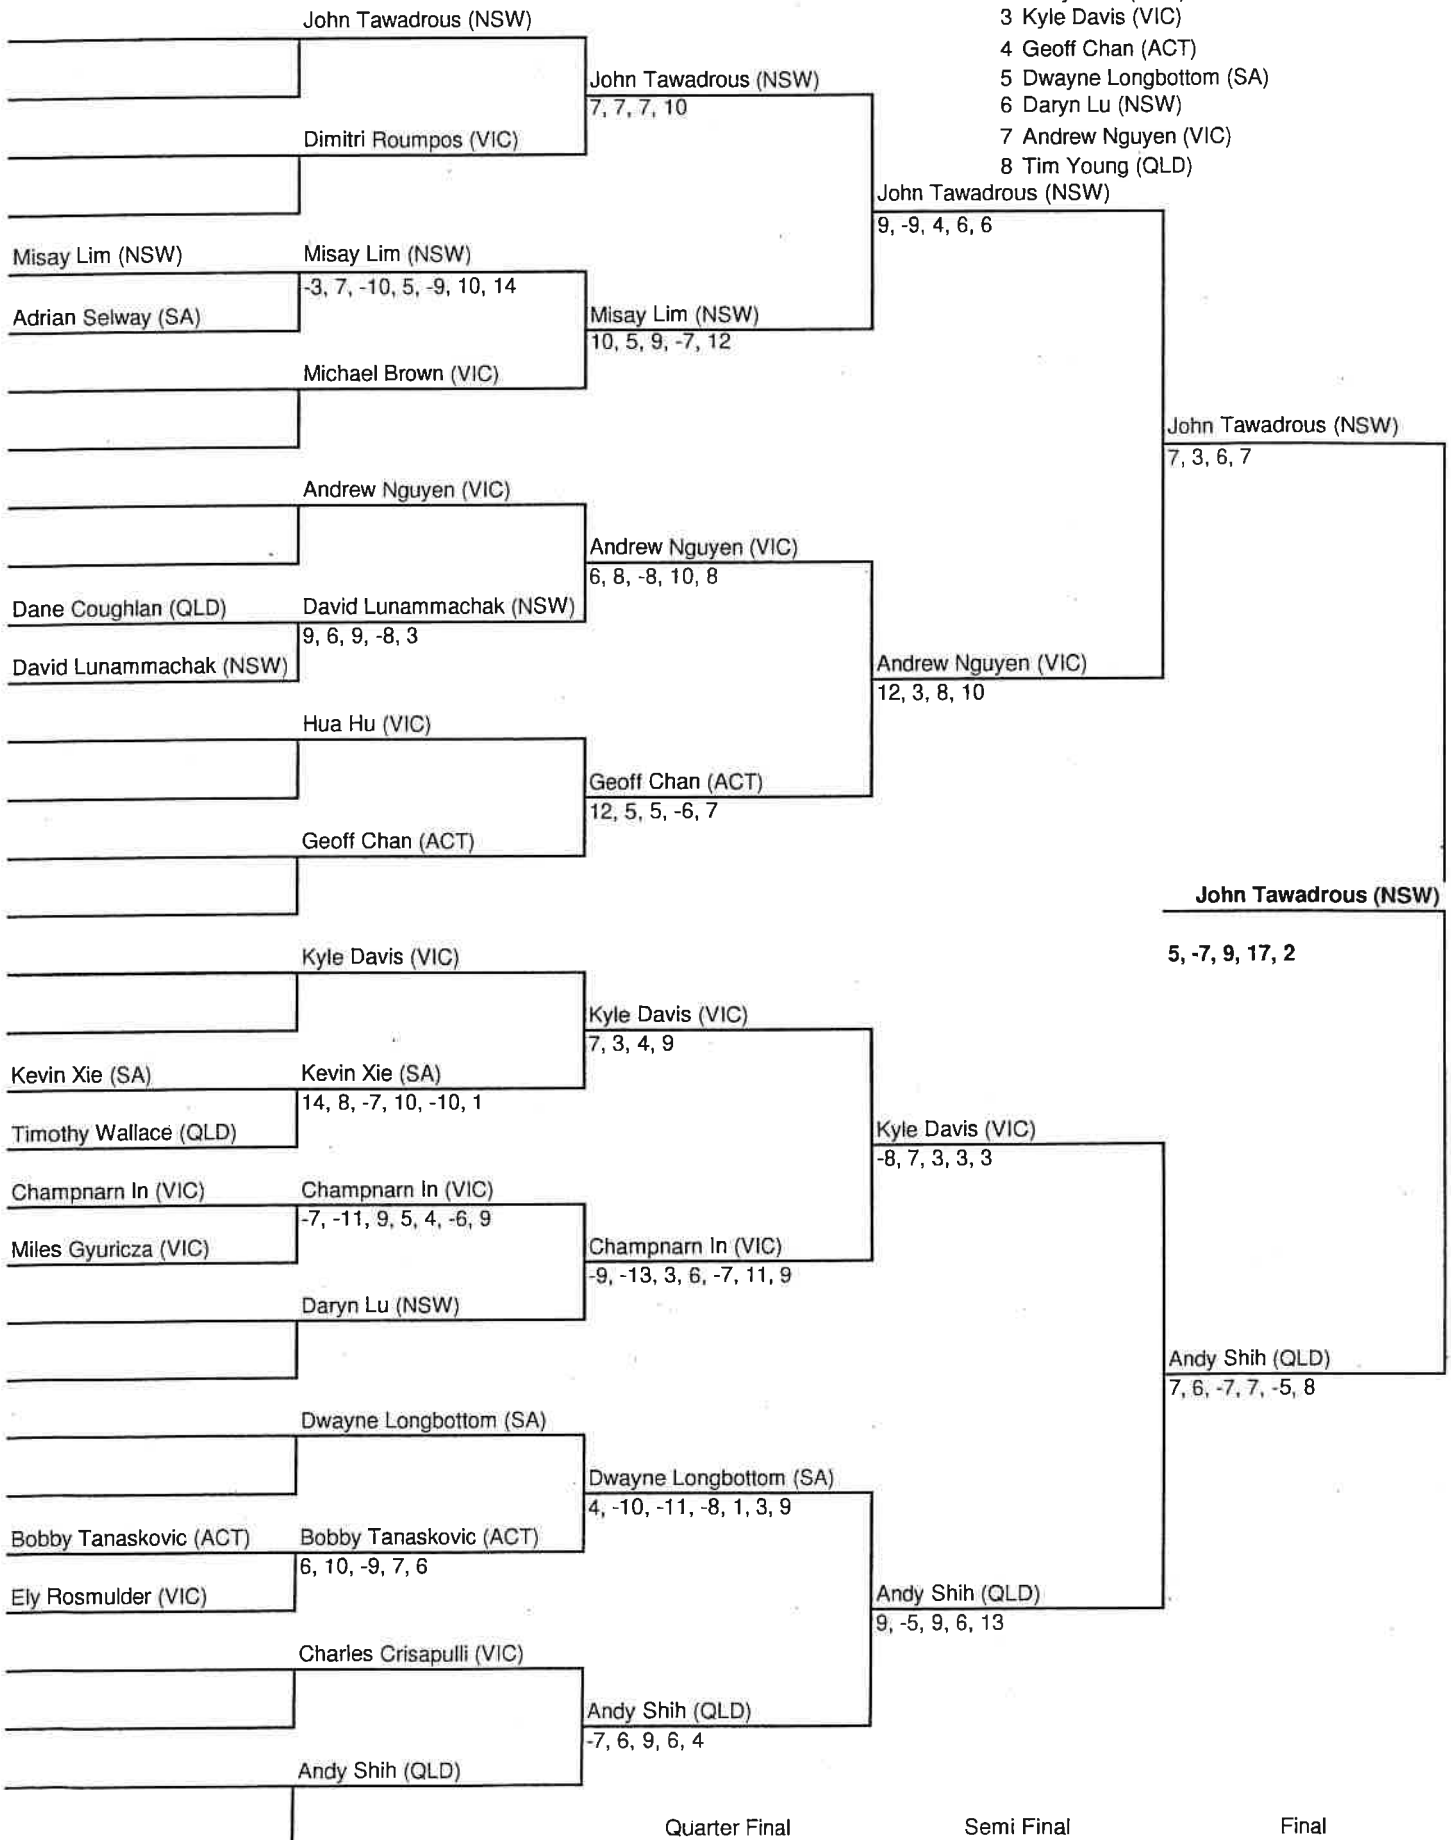 John Tawadrous (NSW)
3 Kyle Davis (VIC)
4 Geoff Chan (ACT)
5 Dwayne Longbottom (SA)
6 Daryn Lu (NSW)
7 Andrew Nguyen (VIC)
8 Tim Young (QLD)
John Tawadrous (NSW)
7, 7, 7, 10
Dimitri Roumpos (VIC)
John Tawadrous (NSW)
9, -9, 4, 6, 6
Misay Lim (NSW)
Misay Lim (NSW)
-3, 7, -10, 5, -9, 10, 14
Adrian Selway (SA)
Misay Lim (NSW)
10, 5, 9, -7, 12
Michael Brown (VIC)
John Tawadrous (NSW)
7, 3, 6, 7
Andrew Nguyen (VIC)
Andrew Nguyen (VIC)
6, 8, -8, 10, 8
Dane Coughlan (QLD)
David Lunammachak (NSW)
9, 6, 9, -8, 3
David Lunammachak (NSW)
Andrew Nguyen (VIC)
12, 3, 8, 10
Hua Hu (VIC)
Geoff Chan (ACT)
12, 5, 5, -6, 7
Geoff Chan (ACT)
John Tawadrous (NSW)
5, -7, 9, 17, 2
Kyle Davis (VIC)
Kyle Davis (VIC)
7, 3, 4, 9
Kevin Xie (SA)
Kevin Xie (SA)
14, 8, -7, 10, -10, 1
Timothy Wallace (QLD)
Kyle Davis (VIC)
-8, 7, 3, 3, 3
Champnarn In (VIC)
Champnarn In (VIC)
-7, -11, 9, 5, 4, -6, 9
Miles Gyuricza (VIC)
Champnarn In (VIC)
-9, -13, 3, 6, -7, 11, 9
Daryn Lu (NSW)
Andy Shih (QLD)
7, 6, -7, 7, -5, 8
Dwayne Longbottom (SA)
Dwayne Longbottom (SA)
4, -10, -11, -8, 1, 3, 9
Bobby Tanaskovic (ACT)
Bobby Tanaskovic (ACT)
6, 10, -9, 7, 6
Ely Rosmulder (VIC)
Andy Shih (QLD)
9, -5, 9, 6, 13
Charles Crisapulli (VIC)
Andy Shih (QLD)
-7, 6, 9, 6, 4
Andy Shih (QLD)
Quarter Final
Semi Final
Final